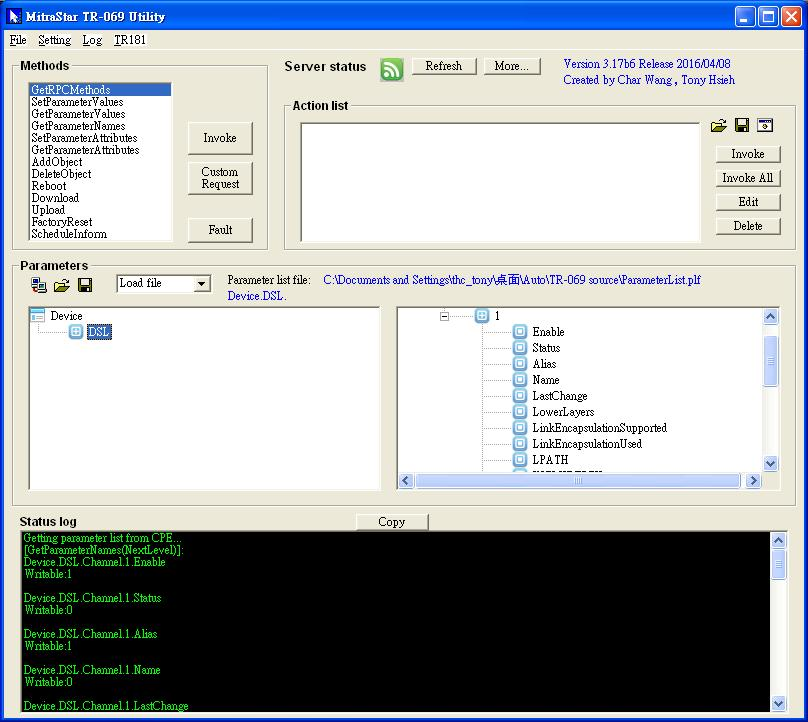 MitraStar TR-069 Utility
File Setting Log TR181
Methods
GetRPCMethods
SetParameterValues
GetParameterValues
GetParameterNames
SetParameterAttributes
GetParameterAttributes
AddObject
DeleteObject
Reboot
Download
Upload
FactoryReset
ScheduleInform
Invoke
Custom
Request
Fault
Server status
Refresh
More...
Version 3.17b6 Release 2016/04/08
Created by Char Wang , Tony Hsieh
Action list
Invoke
Invoke All
Edit
Delete
Parameters
Load file
Parameter list file: C:\Documents and Settings\thc_tony\桌面\Auto\TR-069 source\ParameterList.plf
Device.DSL.
Device
DSL
1
Enable
Status
Alias
Name
LastChange
LowerLayers
LinkEncapsulationSupported
LinkEncapsulationUsed
LPATH
Status log
Copy
Getting parameter list from CPE...
[GetParameterNames(NextLevel)]:
Device.DSL.Channel.1.Enable
Writable:1
Device.DSL.Channel.1.Status
Writable:0
Device.DSL.Channel.1.Alias
Writable:1
Device.DSL.Channel.1.Name
Writable:0
Device.DSL.Channel.1.LastChange